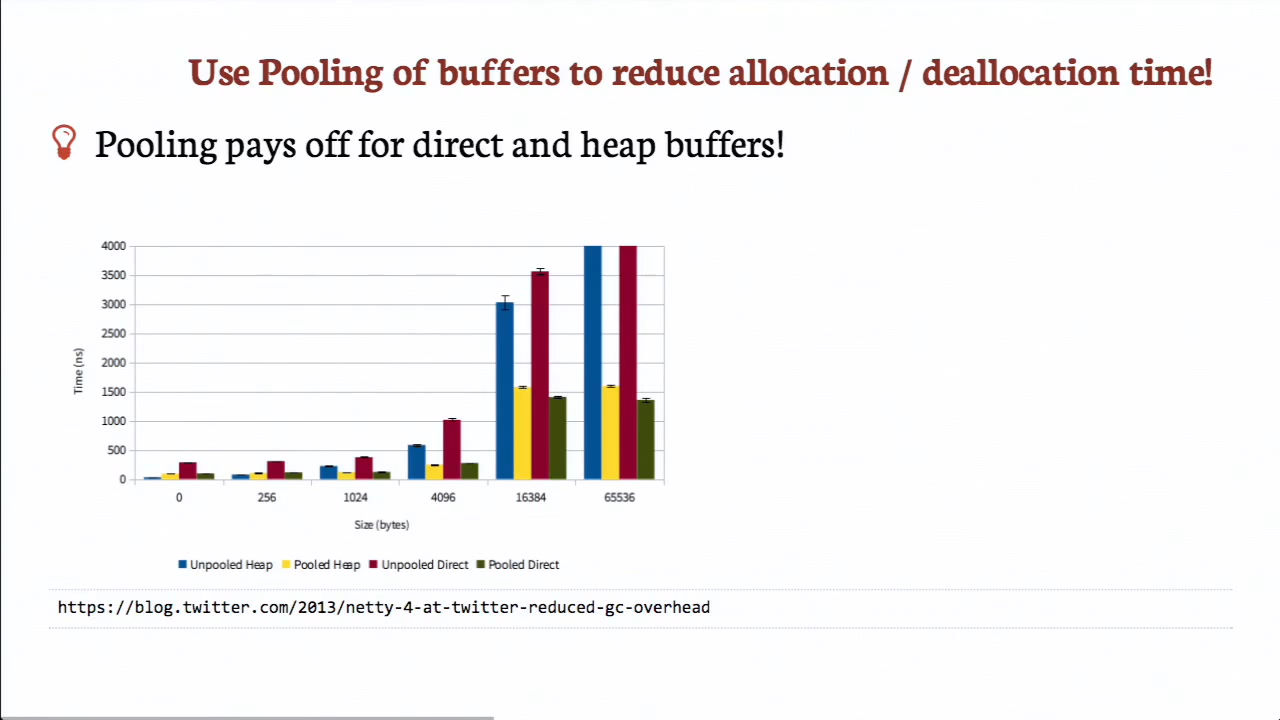 Use Pooling of buffers to reduce allocation / deallocation time!
Pooling pays off for direct and heap buffers!
4000
3500
3000
2500
2000
1500
1000
500
0
Time (ns)
0 256 1024 4096 16384 65536
Size (bytes)
Unpooled Heap Pooled Heap Unpooled Direct Pooled Direct
https://blog.twitter.com/2013/netty-4-at-twitter-reduced-gc-overhead